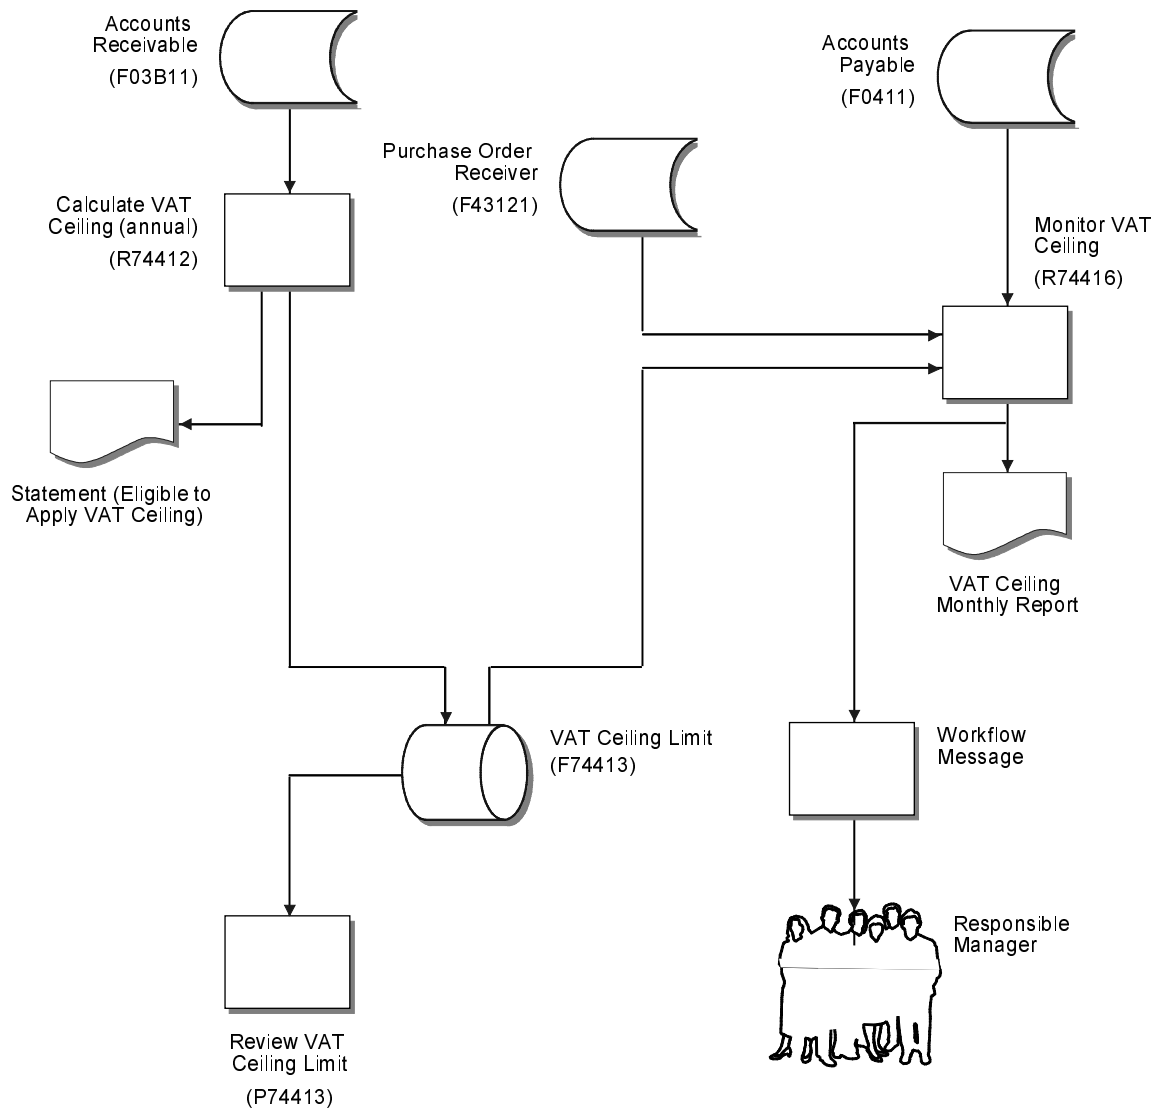 Accounts
Receivable
(F03B11)
Accounts
Payable
(F0411)
Purchase Order
Receiver
(F43121)
Calculate VAT
Ceiling (annual)
(R74412)
Monitor VAT
Ceiling
(R74416)
Statement (Eligible to
Apply VAT Ceiling)
VAT Ceiling
Monthly Report
VAT Ceiling Limit
(F74413)
Workflow
Message
Responsible
Manager
Review VAT
Ceiling Limit
(P74413)